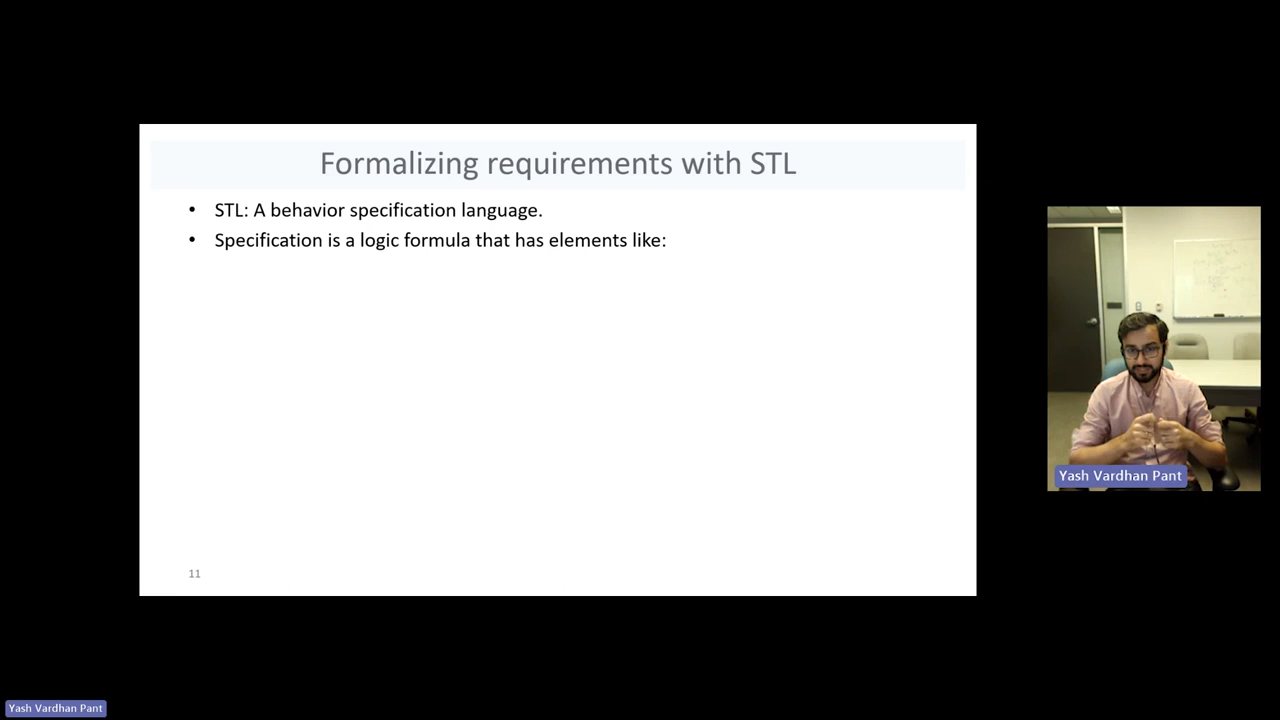 Formalizing requirements with STL
• STL: A behavior specification language.
• Specification is a logic formula that has elements like:
11
Yash Vardhan Pant
Yash Vardhan Pant